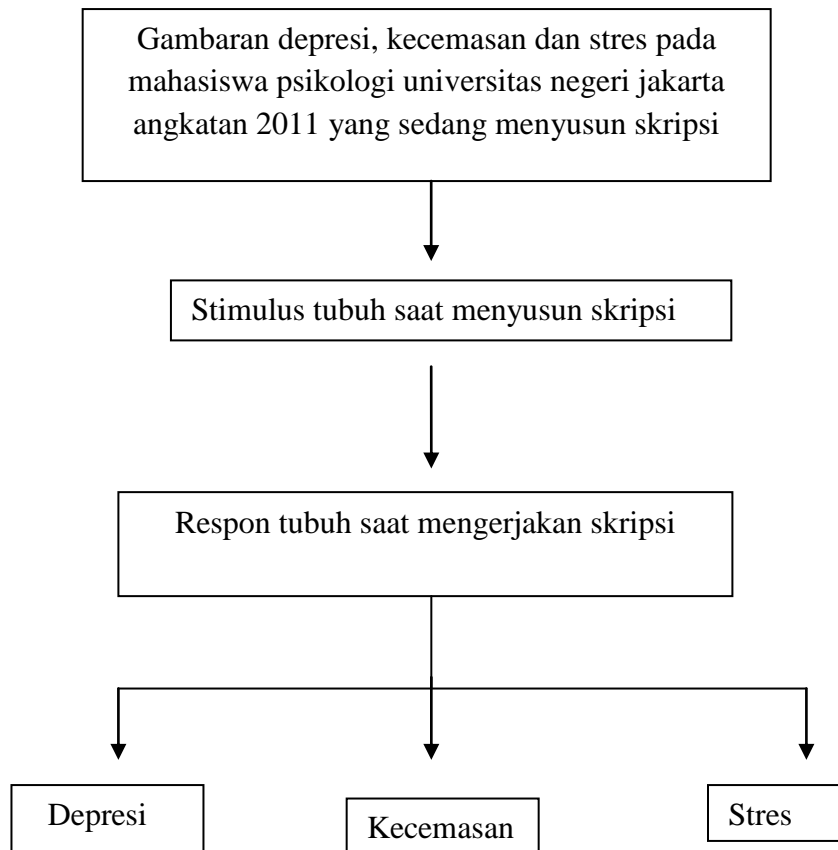 Gambaran depresi, kecemasan dan stres pada
mahasiswa psikologi universitas negeri jakarta
angkatan 2011 yang sedang menyusun skripsi
Stimulus tubuh saat menyusun skripsi
Respon tubuh saat mengerjakan skripsi
Depresi
Kecemasan
Stres